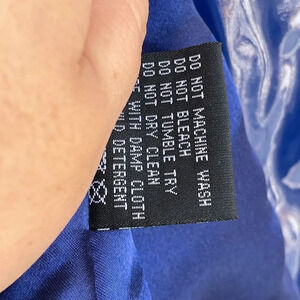 DO NOT MACHINE WASH
DO NOT BLEACH
DO NOT TUMBLE TRY
DO NOT DRY CLEAN
WITH DAMP CLOTH
DETERGENT